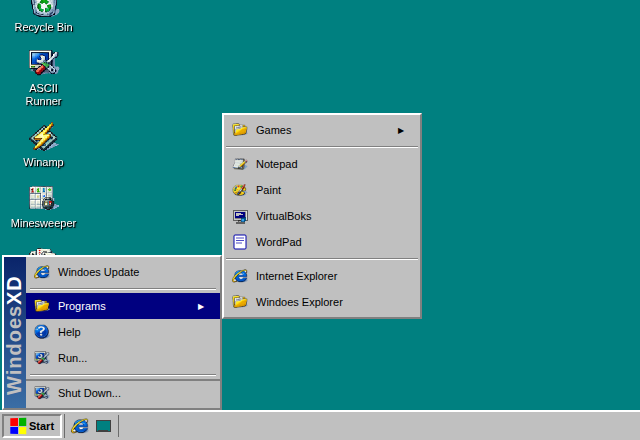 Recycle Bin
ASCII
Runner
Winamp
Minesweeper
Games
Notepad
Paint
VirtualBoks
WordPad
Internet Explorer
Windoes Explorer
WindoesXD
Windoes Update
Programs
Help
Run...
Shut Down...
Start